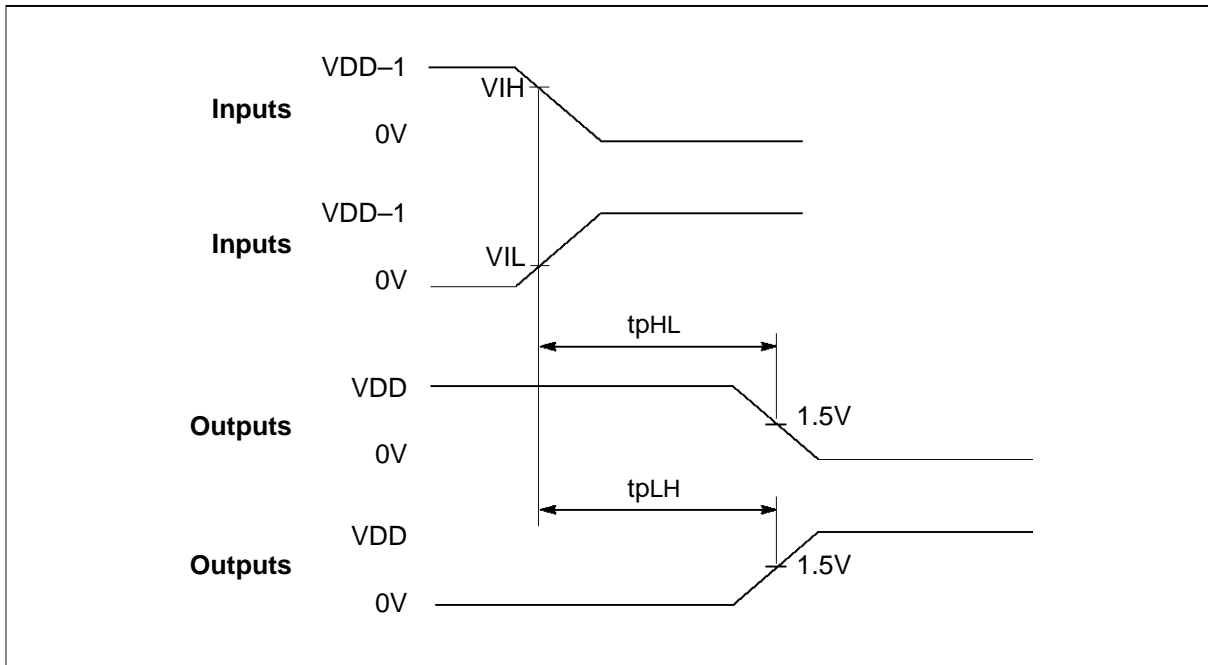 VDD–1
VIH
Inputs
0V
VDD–1
Inputs
VIL
0V
tpHL
VDD
1.5V
Outputs
0V
tpLH
VDD
1.5V
Outputs
0V